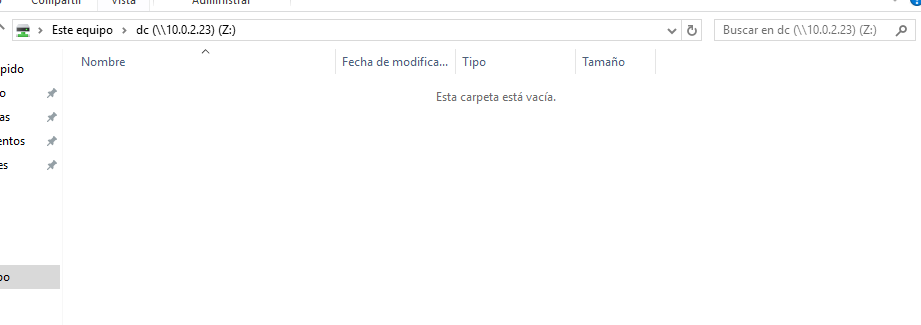 Compartir Vista Administrar
Este equipo dc (\\10.0.2.23) (Z:) Buscar en dc (\\10.0.2.23) (Z:)
Nombre Fecha de modifica... Tipo Tamaño
Esta carpeta está vacía.
pido
o
as
entos
es
po